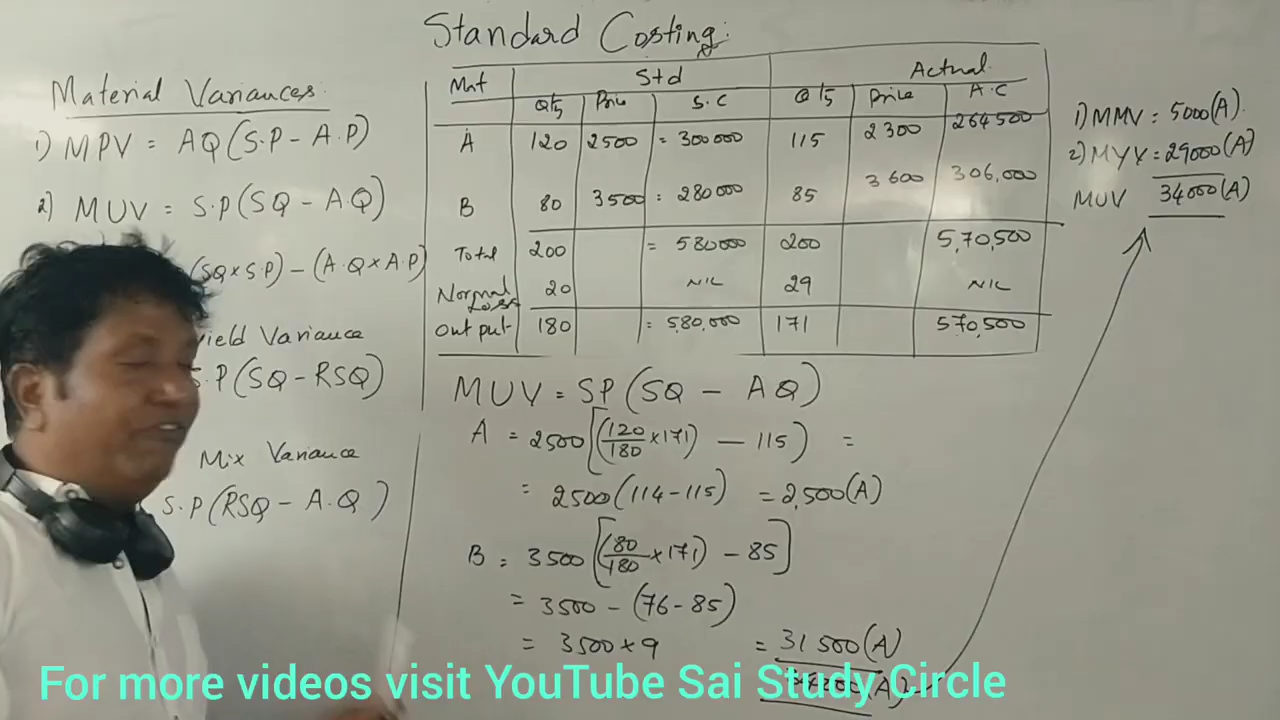 Standard Costing:
Material Variances
1) MPV = AQ(S.P - A.P)
2) MUV = S.P(SQ - A.Q)
(SQ×S.P) - (A.Q×A.P)
Yield Variance
S.P(SQ - RSQ)
Mix Variance
S.P(RSQ - A.Q)
Mat Std Actual
Qty Price S.C Qty Price A.C
A 120 2500 = 300000 115 2300 264500
B 80 3500 = 280000 85 3600 306,000
Total 200 = 580000 200 5,70,500
Normal Loss 20 NIL 29 NIL
Output 180 = 580,000 171 570,500
MUV = SP(SQ - AQ)
A = 2500[(120/180 × 171) - 115) =
= 2500(114-115) = 2,500(A)
B = 3500[(80/180 × 171) - 85]
= 3500 - (76-85)
= 3500 × 9 = 31500(A)
1) MMV = 5000(A).
2) MYV = 29000(A)
MUV 34000(A)
For more videos visit YouTube Sai Study Circle